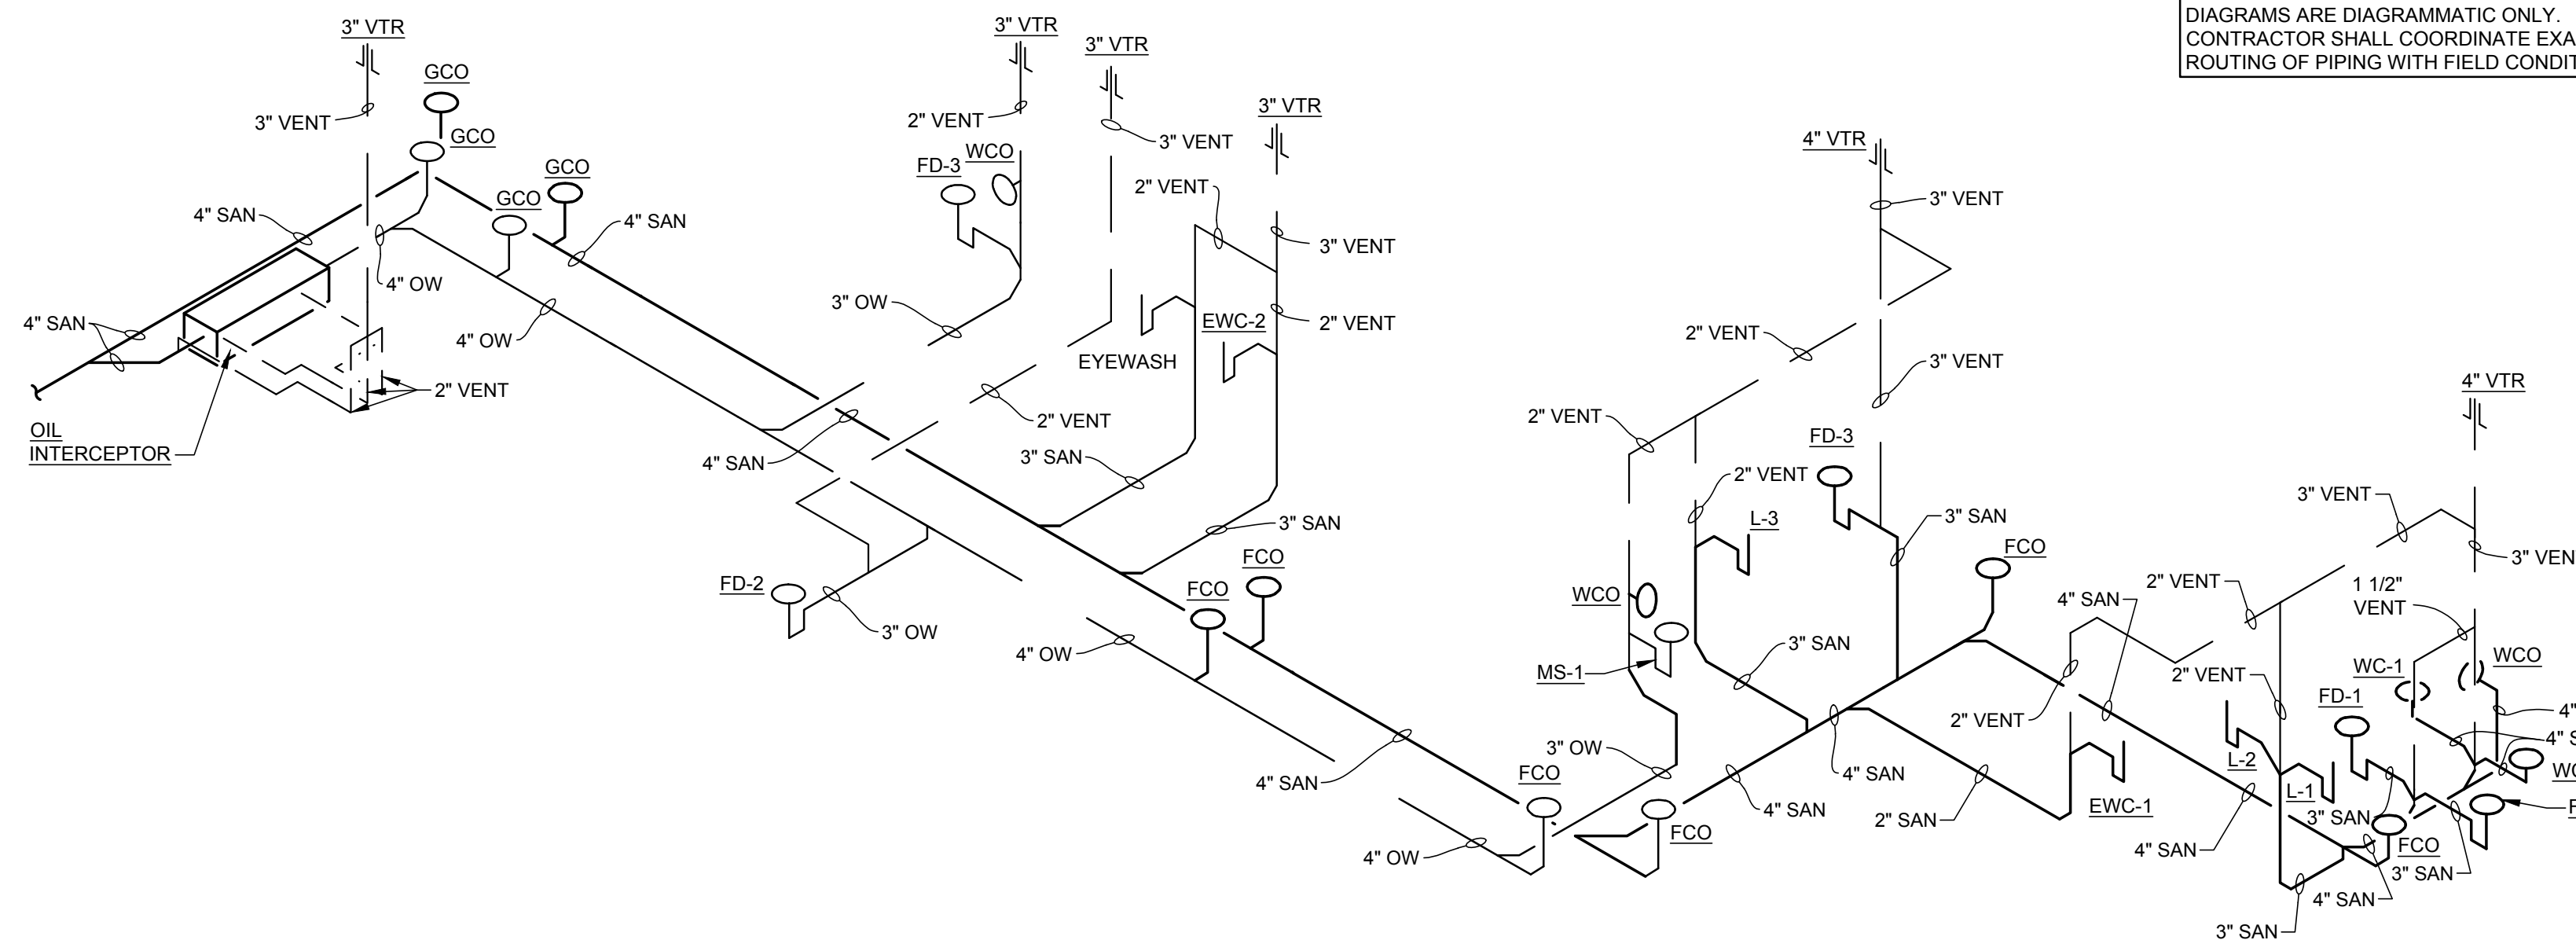 DIAGRAMS ARE DIAGRAMMATIC ONLY.
CONTRACTOR SHALL COORDINATE
ROUTING OF PIPING WITH FIELD
3" VTR
GCO
3" VENT
GCO
GCO
GCO
4" SAN
4" SAN
4" OW
4" SAN
4" OW
2" VENT
OIL
INTERCEPTOR
3" VTR
3" VTR
3" VTR
2" VENT
3" VENT
FD-3
WCO
2" VENT
3" VENT
3" OW
EWC-2
2" VENT
EYEWASH
2" VENT
4" SAN
3" SAN
3" SAN
FD-2
3" OW
4" OW
FCO
FCO
4" SAN
4" OW
FCO
FCO
4" VTR
3" VENT
2" VENT
3" VENT
2" VENT
FD-3
2" VENT
L-3
3" SAN
FCO
WCO
MS-1
3" SAN
3" OW
4" SAN
4" SAN
2" SAN
EWC-1
2" VENT
4" SAN
2" VENT
2" VENT
4" VTR
3" VENT
1 1/2"
VENT
WC-1
WCO
FD-1
L-2
L-1
3" SAN
4" SAN
FCO
3" SAN
4" SAN
3" SAN